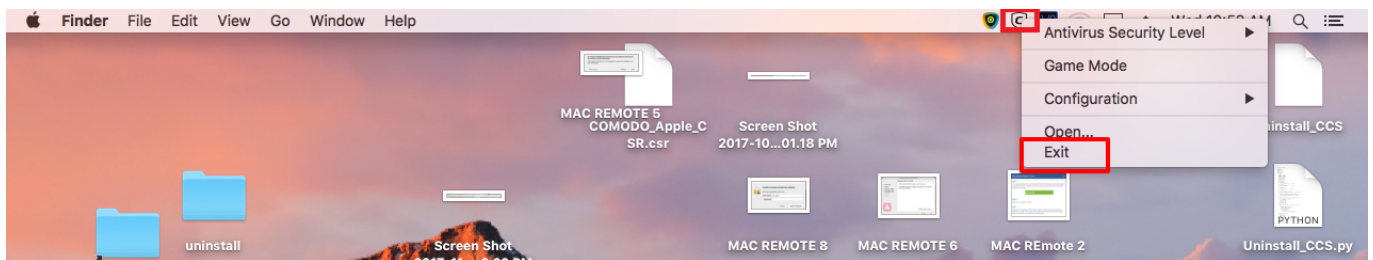 Finder File Edit View Go Window Help
C
Antivirus Security Level
Game Mode
Configuration
Open...
Exit
MAC REMOTE 5
COMODO_Apple_C
SR.csr
Screen Shot
2017-10...01.18 PM
install_CCS
uninstall
Screen Shot
MAC REMOTE 8
MAC REMOTE 6
MAC REmote 2
PYTHON
Uninstall_CCS.py